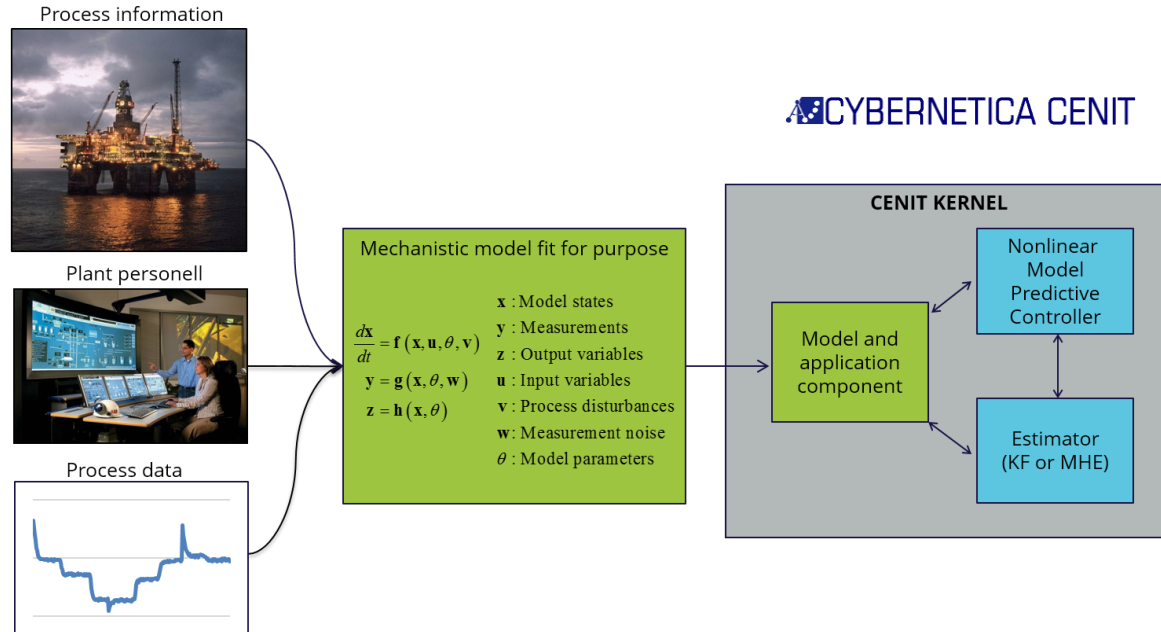 Process information
Plant personell
Process data
Mechanistic model fit for purpose
dx/dt = f(x, u, θ, v)
y = g(x, θ, w)
z = h(x, θ)
x : Model states
y : Measurements
z : Output variables
u : Input variables
v : Process disturbances
w : Measurement noise
θ : Model parameters
CYBERNETICA CENIT
CENIT KERNEL
Model and
application
component
Nonlinear
Model
Predictive
Controller
Estimator
(KF or MHE)